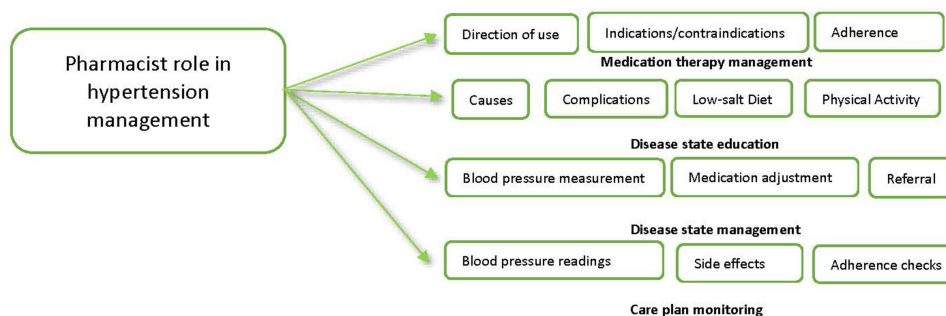 Pharmacist role in
hypertension
management
Direction of use
Indications/contraindications
Adherence
Medication therapy management
Causes
Complications
Low-salt Diet
Physical Activity
Disease state education
Blood pressure measurement
Medication adjustment
Referral
Disease state management
Blood pressure readings
Side effects
Adherence checks
Care plan monitoring